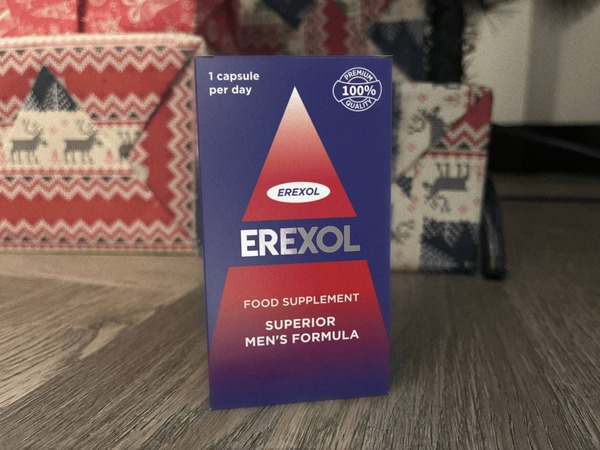 1 capsule
per day
PREMIUM
100%
QUALITY
EREXOL
EREXOL
FOOD SUPPLEMENT
SUPERIOR
MEN'S FORMULA